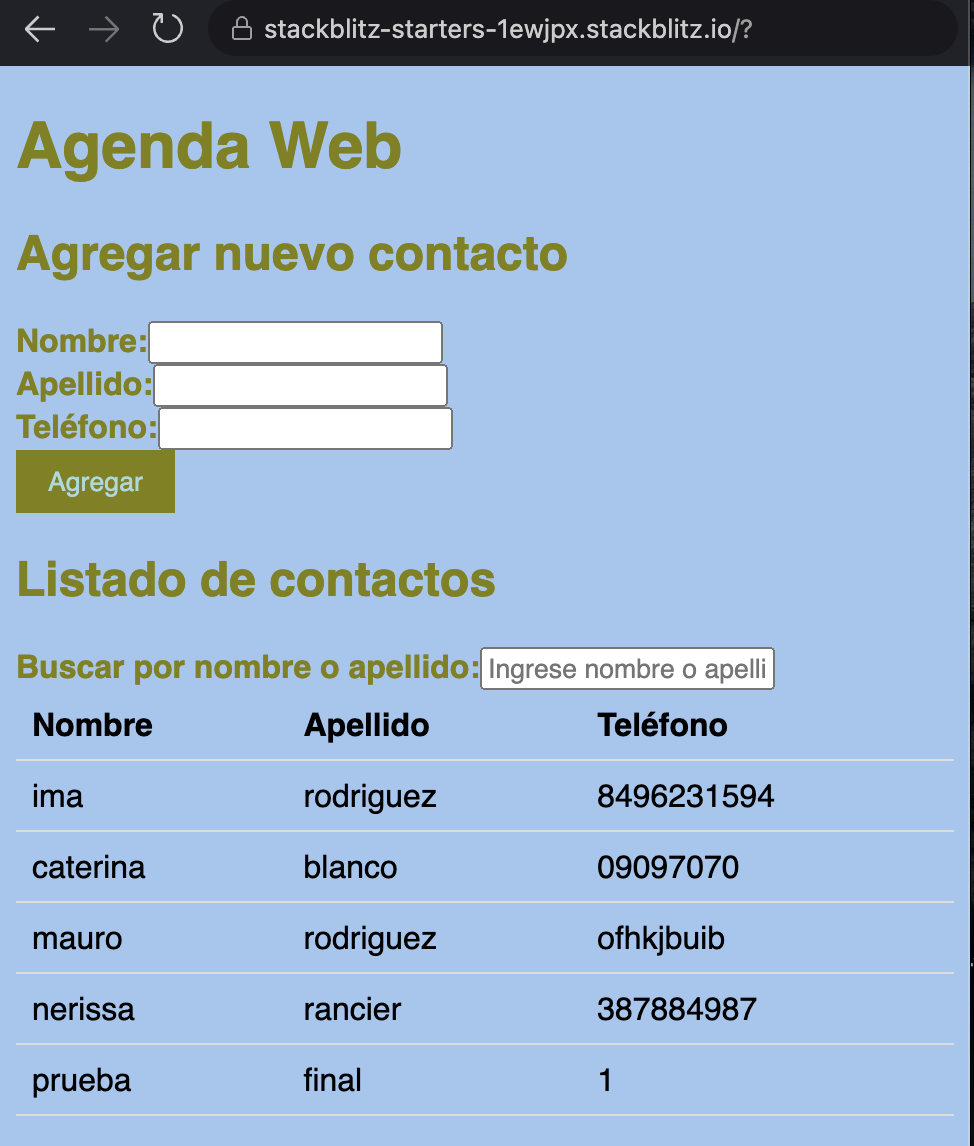 stackblitz-starters-1ewjpx.stackblitz.io/?
Agenda Web
Agregar nuevo contacto
Nombre:
Apellido:
Teléfono:
Agregar
Listado de contactos
Buscar por nombre o apellido: Ingrese nombre o apelli
Nombre Apellido Teléfono
ima rodriguez 8496231594
caterina blanco 09097070
mauro rodriguez ofhkjbuib
nerissa rancier 387884987
prueba final 1